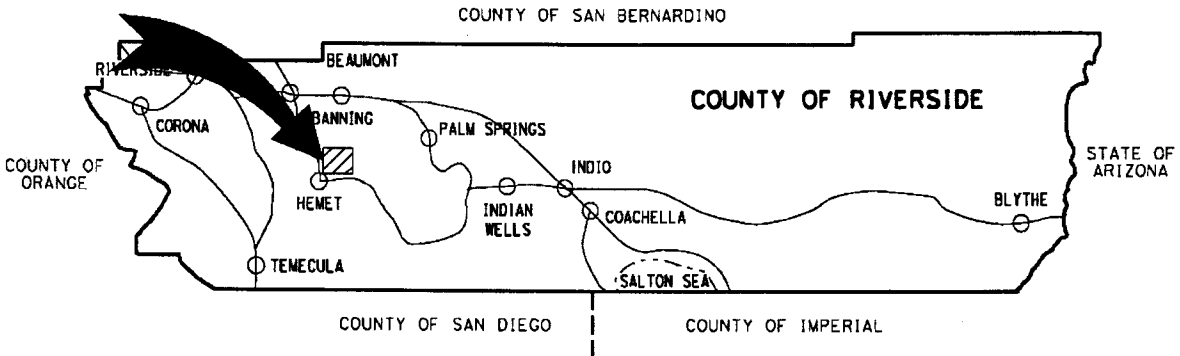 COUNTY OF SAN BERNARDINO
BEAUMONT
RIVERSIDE
COUNTY OF RIVERSIDE
BANNING
CORONA
PALM SPRINGS
COUNTY OF
ORANGE
STATE OF
ARIZONA
INDIO
HEMET
INDIAN
WELLS
COACHELLA
BLYTHE
TEMECULA
SALTON SEA
COUNTY OF SAN DIEGO
COUNTY OF IMPERIAL